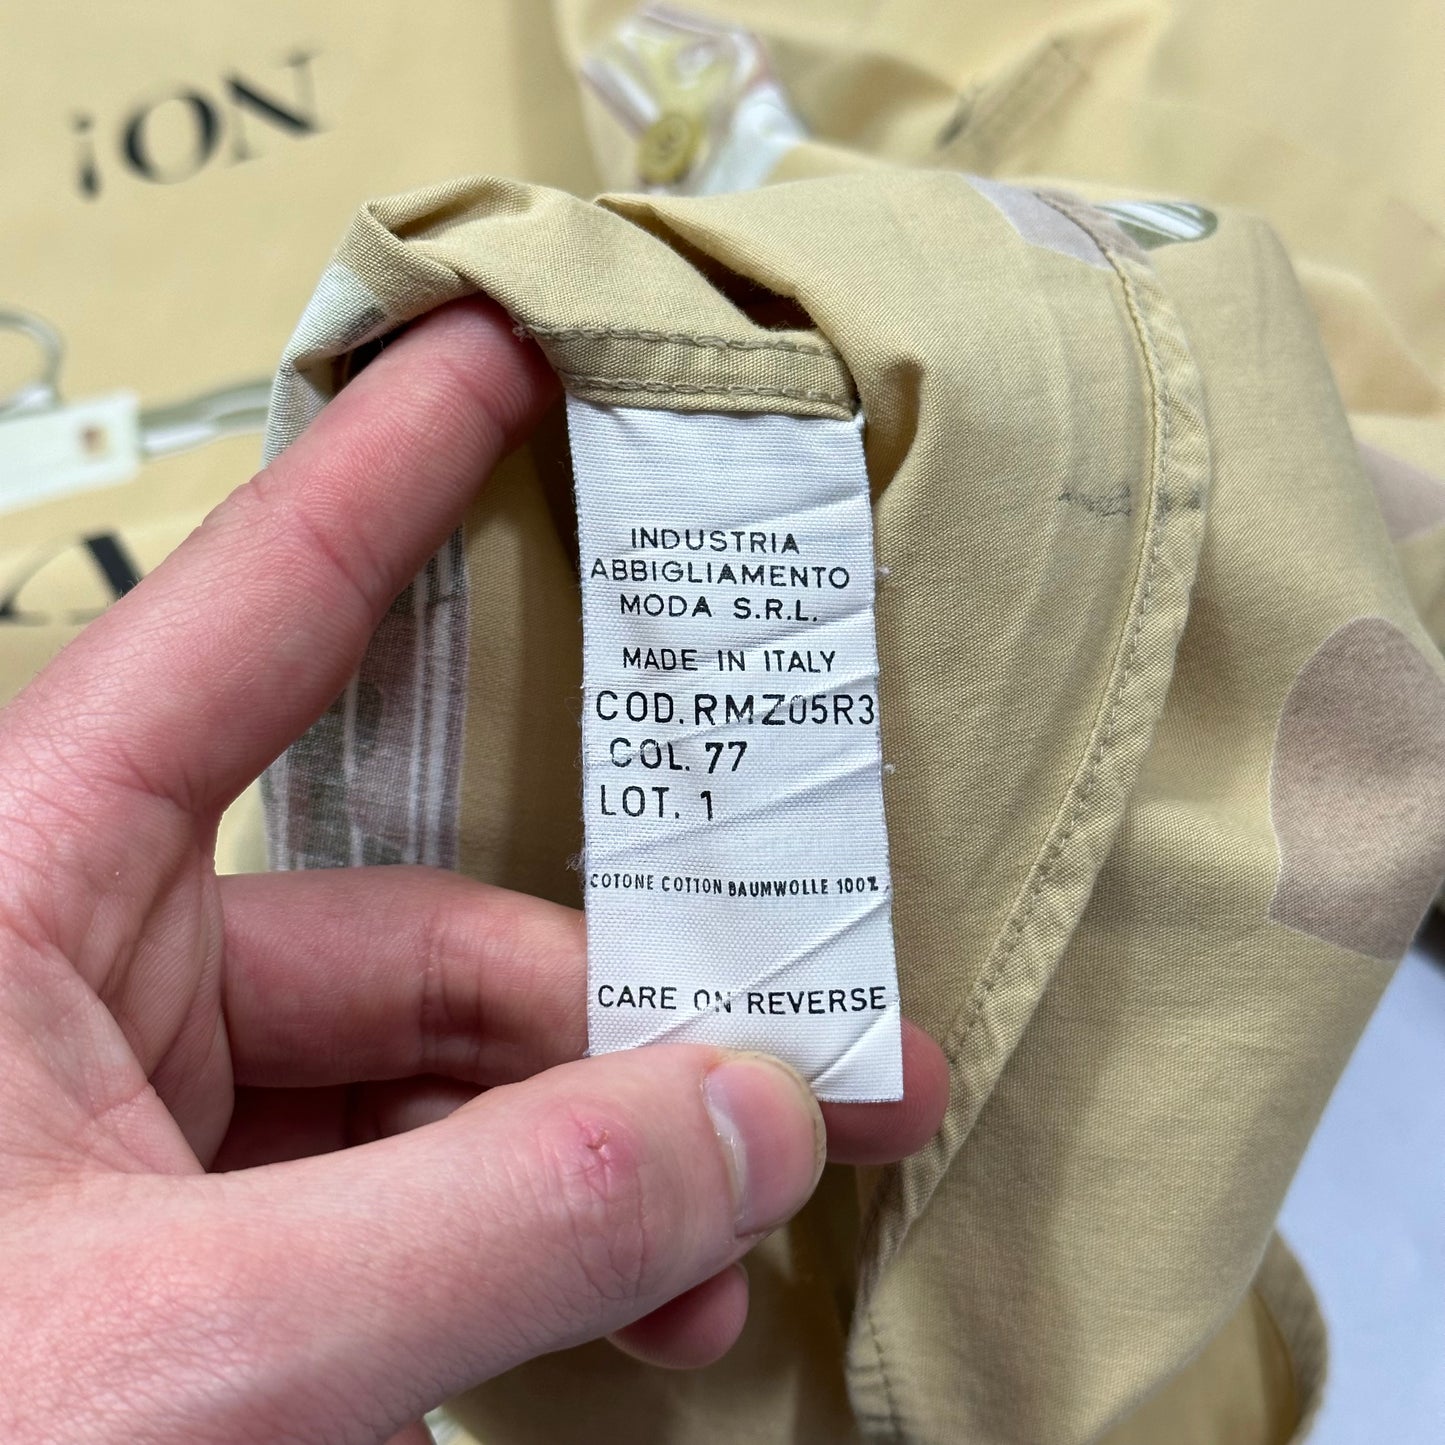 ¡ON
INDUSTRIA
ABBIGLIAMENTO
MODA S.R.L.
MADE IN ITALY
COD. RMZ05R3
COL. 77
LOT. 1
COTONE COTTON BAUMWOLLE 100%
CARE ON REVERSE